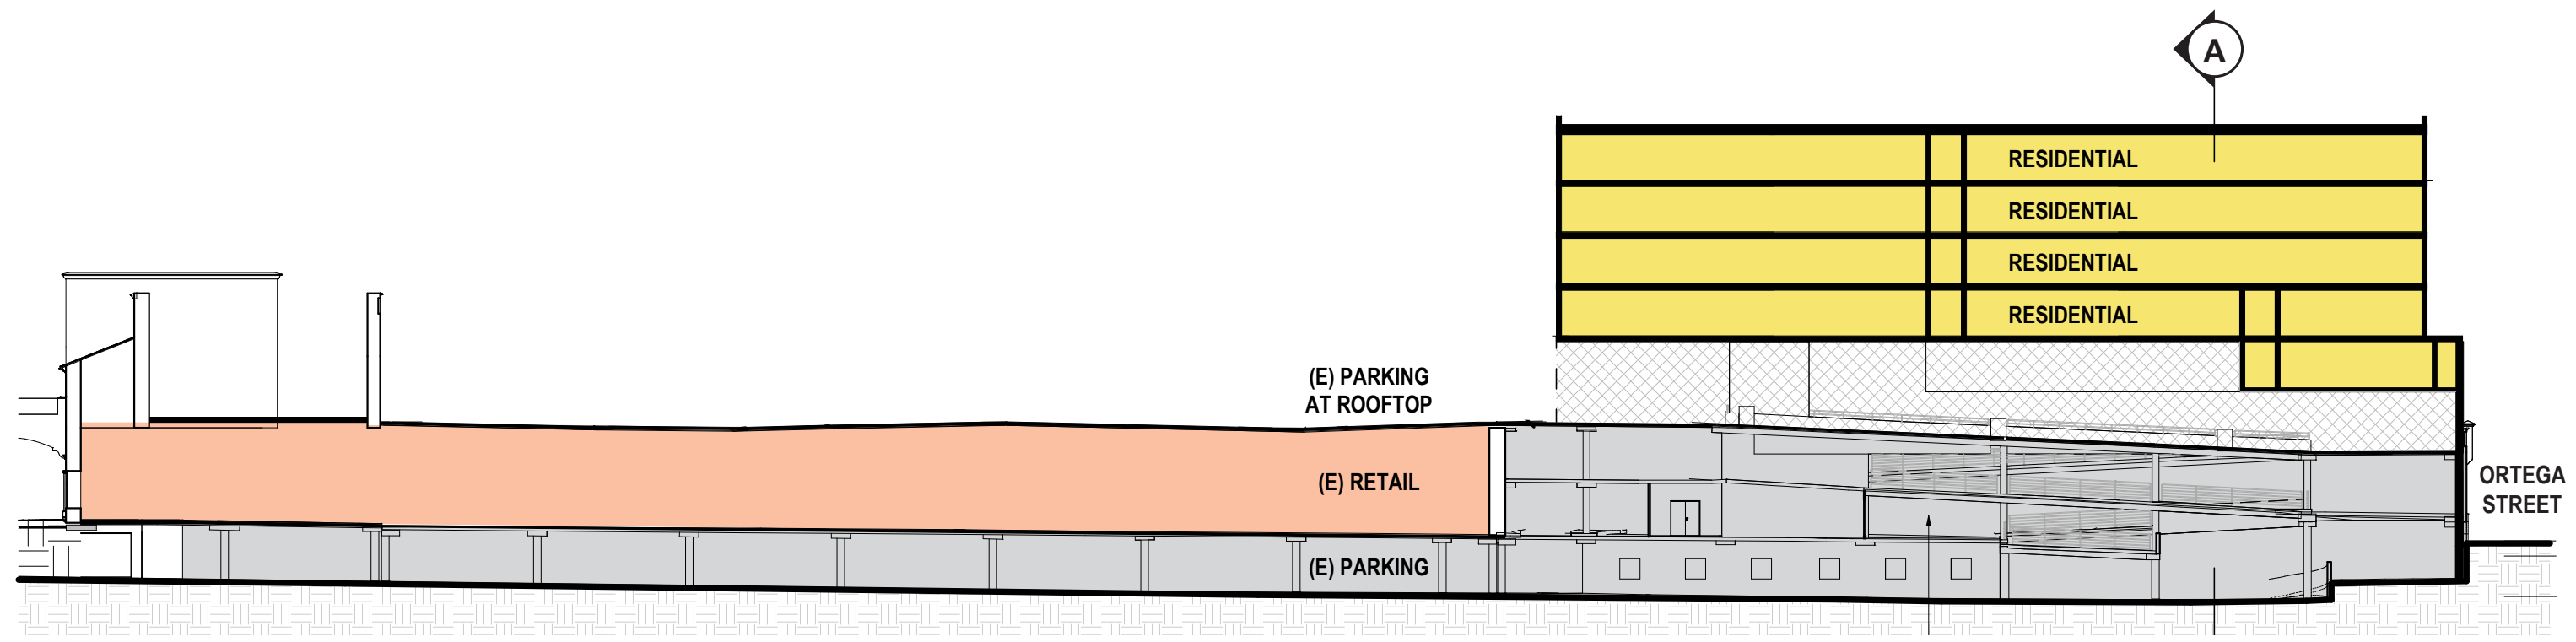 A
RESIDENTIAL
RESIDENTIAL
RESIDENTIAL
RESIDENTIAL
(E) PARKING
AT ROOFTOP
(E) RETAIL
ORTEGA
STREET
(E) PARKING